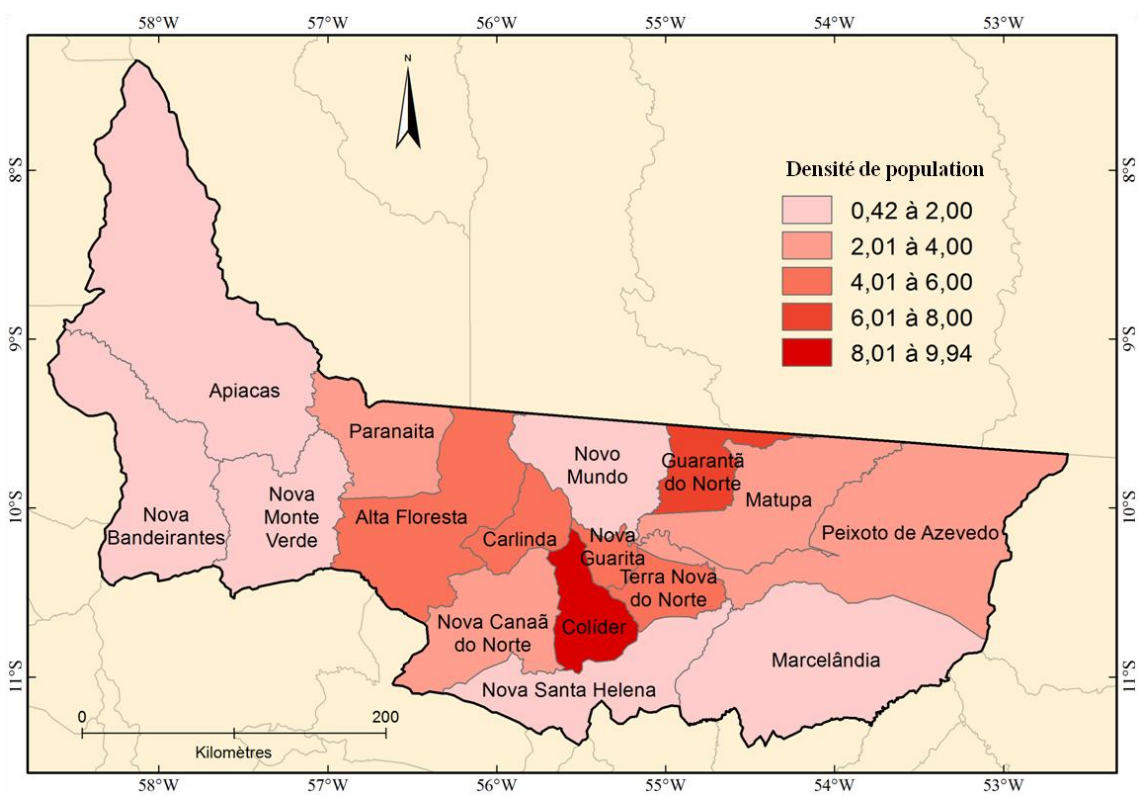 58°W 57°W 56°W 55°W 54°W 53°W
N
8°S
8°S
Densité de population
0,42 à 2,00
2,01 à 4,00
4,01 à 6,00
6,01 à 8,00
8,01 à 9,94
9°S
9°S
Apiacas
Paranaita
Novo
Mundo
Guarantã
do Norte
Matupa
Nova
Bandeirantes
Nova
Monte
Verde
Alta Floresta
Carlinda
Nova
Guarita
Peixoto de Azevedo
10°S
10°S
Terra Nova
do Norte
Nova Canaã
do Norte
Colíder
Marcelândia
Nova Santa Helena
11°S
11°S
0 200
Kilomètres
58°W 57°W 56°W 55°W 54°W 53°W